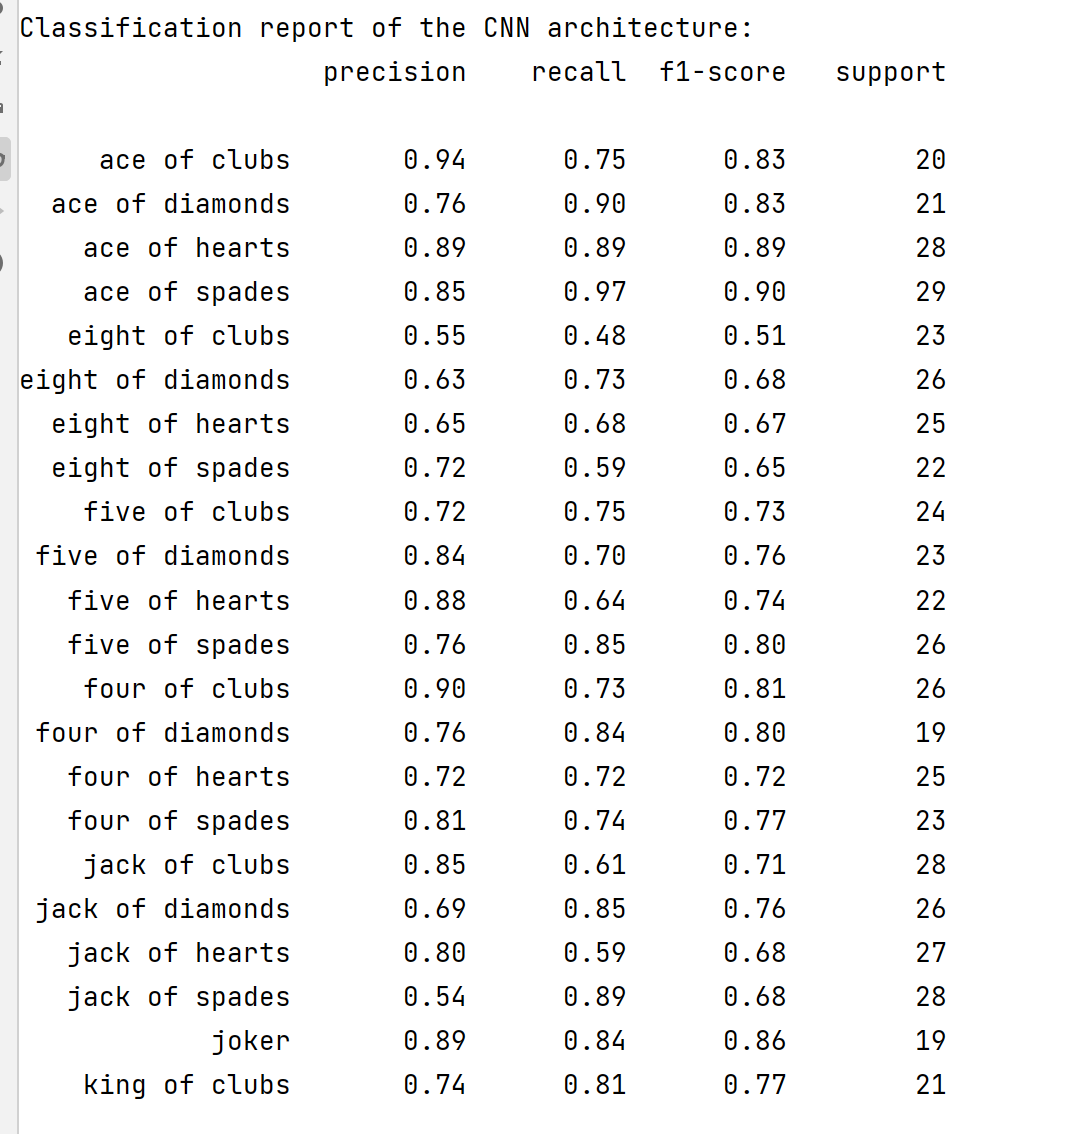 Classification report of the CNN architecture:
precision recall f1-score support
ace of clubs 0.94 0.75 0.83 20
ace of diamonds 0.76 0.90 0.83 21
ace of hearts 0.89 0.89 0.89 28
ace of spades 0.85 0.97 0.90 29
eight of clubs 0.55 0.48 0.51 23
eight of diamonds 0.63 0.73 0.68 26
eight of hearts 0.65 0.68 0.67 25
eight of spades 0.72 0.59 0.65 22
five of clubs 0.72 0.75 0.73 24
five of diamonds 0.84 0.70 0.76 23
five of hearts 0.88 0.64 0.74 22
five of spades 0.76 0.85 0.80 26
four of clubs 0.90 0.73 0.81 26
four of diamonds 0.76 0.84 0.80 19
four of hearts 0.72 0.72 0.72 25
four of spades 0.81 0.74 0.77 23
jack of clubs 0.85 0.61 0.71 28
jack of diamonds 0.69 0.85 0.76 26
jack of hearts 0.80 0.59 0.68 27
jack of spades 0.54 0.89 0.68 28
joker 0.89 0.84 0.86 19
king of clubs 0.74 0.81 0.77 21